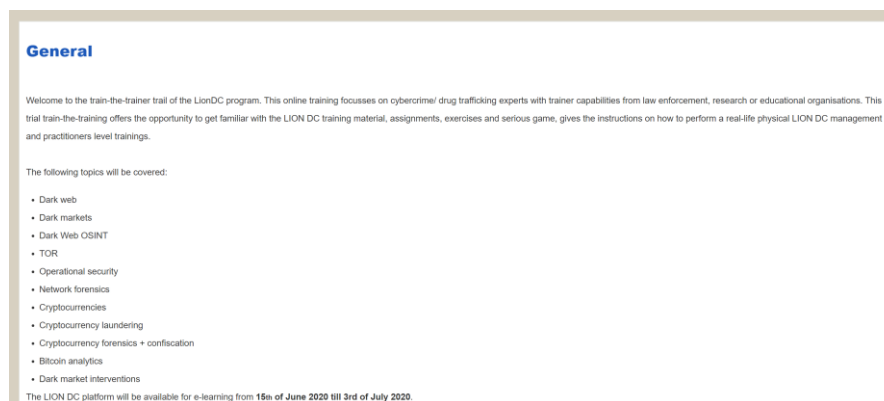 General
Welcome to the train-the-trainer trail of the LionDC program. This online training focusses on cybercrime/ drug trafficking experts with trainer capabilities from law enforcement, research or educational organisations. This
trial train-the-training offers the opportunity to get familiar with the LION DC training material, assignments, exercises and serious game, gives the instructions on how to perform a real-life physical LION DC management
and practitioners level trainings.
The following topics will be covered:
• Dark web
• Dark markets
• Dark Web OSINT
• TOR
• Operational security
• Network forensics
• Cryptocurrencies
• Cryptocurrency laundering
• Cryptocurrency forensics + confiscation
• Bitcoin analytics
• Dark market interventions
The LION DC platform will be available for e-learning from 15th of June 2020 till 3rd of July 2020.